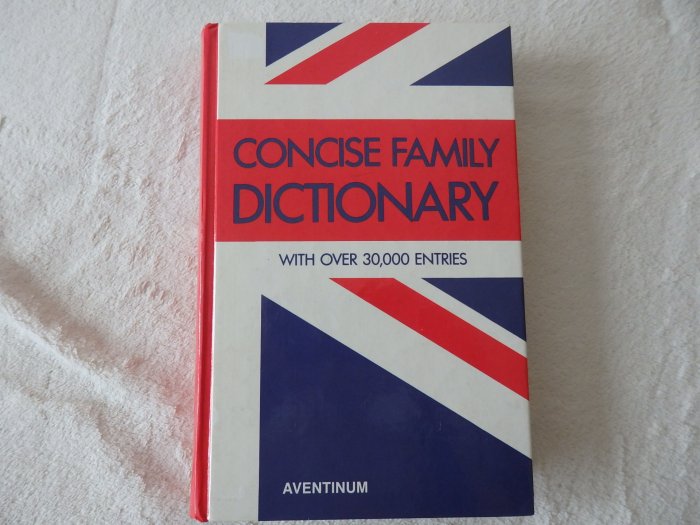 CONCISE FAMILY
DICTIONARY
WITH OVER 30,000 ENTRIES
AVENTINUM